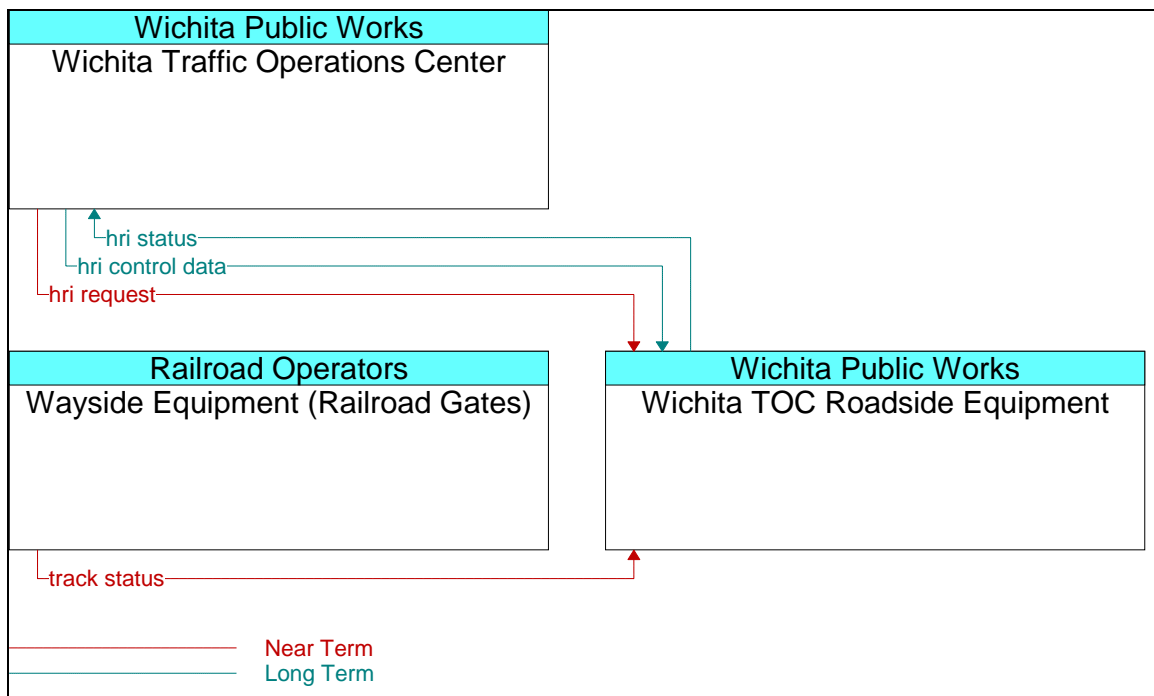 Wichita Public Works
Wichita Traffic Operations Center
hri status
hri control data
hri request
Railroad Operators
Wayside Equipment (Railroad Gates)
Wichita Public Works
Wichita TOC Roadside Equipment
track status
Near Term
Long Term